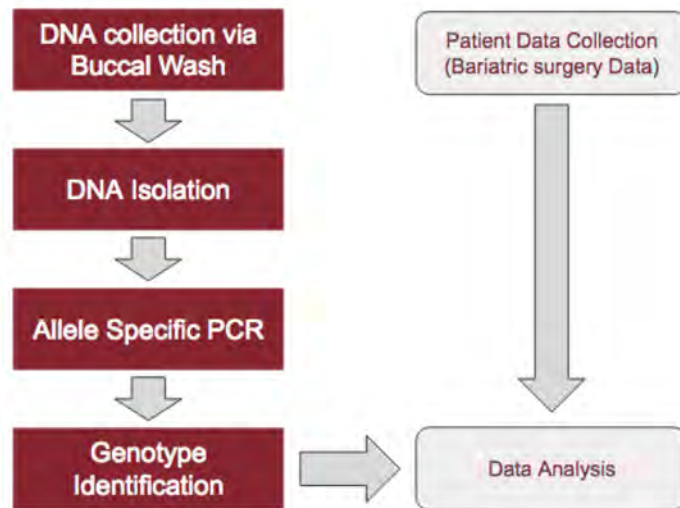 DNA collection via
Buccal Wash
Patient Data Collection
(Bariatric surgery Data)
DNA Isolation
Allele Specific PCR
Genotype
Identification
Data Analysis